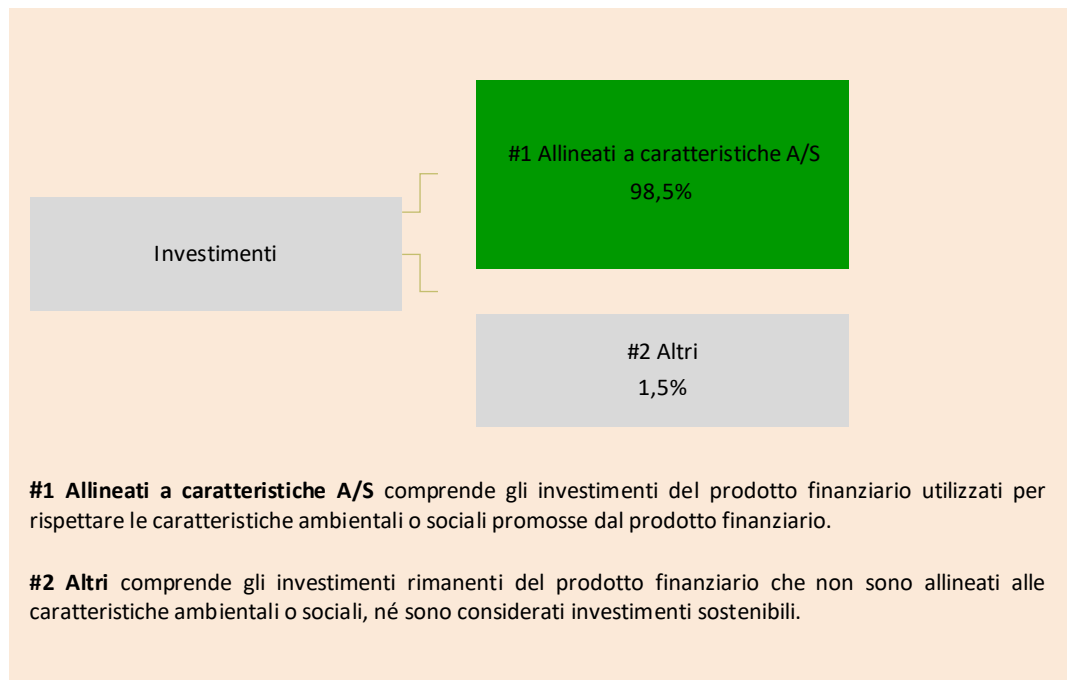 #1 Allineati a caratteristiche A/S
98,5%
Investimenti
#2 Altri
1,5%
#1 Allineati a caratteristiche A/S comprende gli investimenti del prodotto finanziario utilizzati per
rispettare le caratteristiche ambientali o sociali promosse dal prodotto finanziario.
#2 Altri comprende gli investimenti rimanenti del prodotto finanziario che non sono allineati alle
caratteristiche ambientali o sociali, né sono considerati investimenti sostenibili.